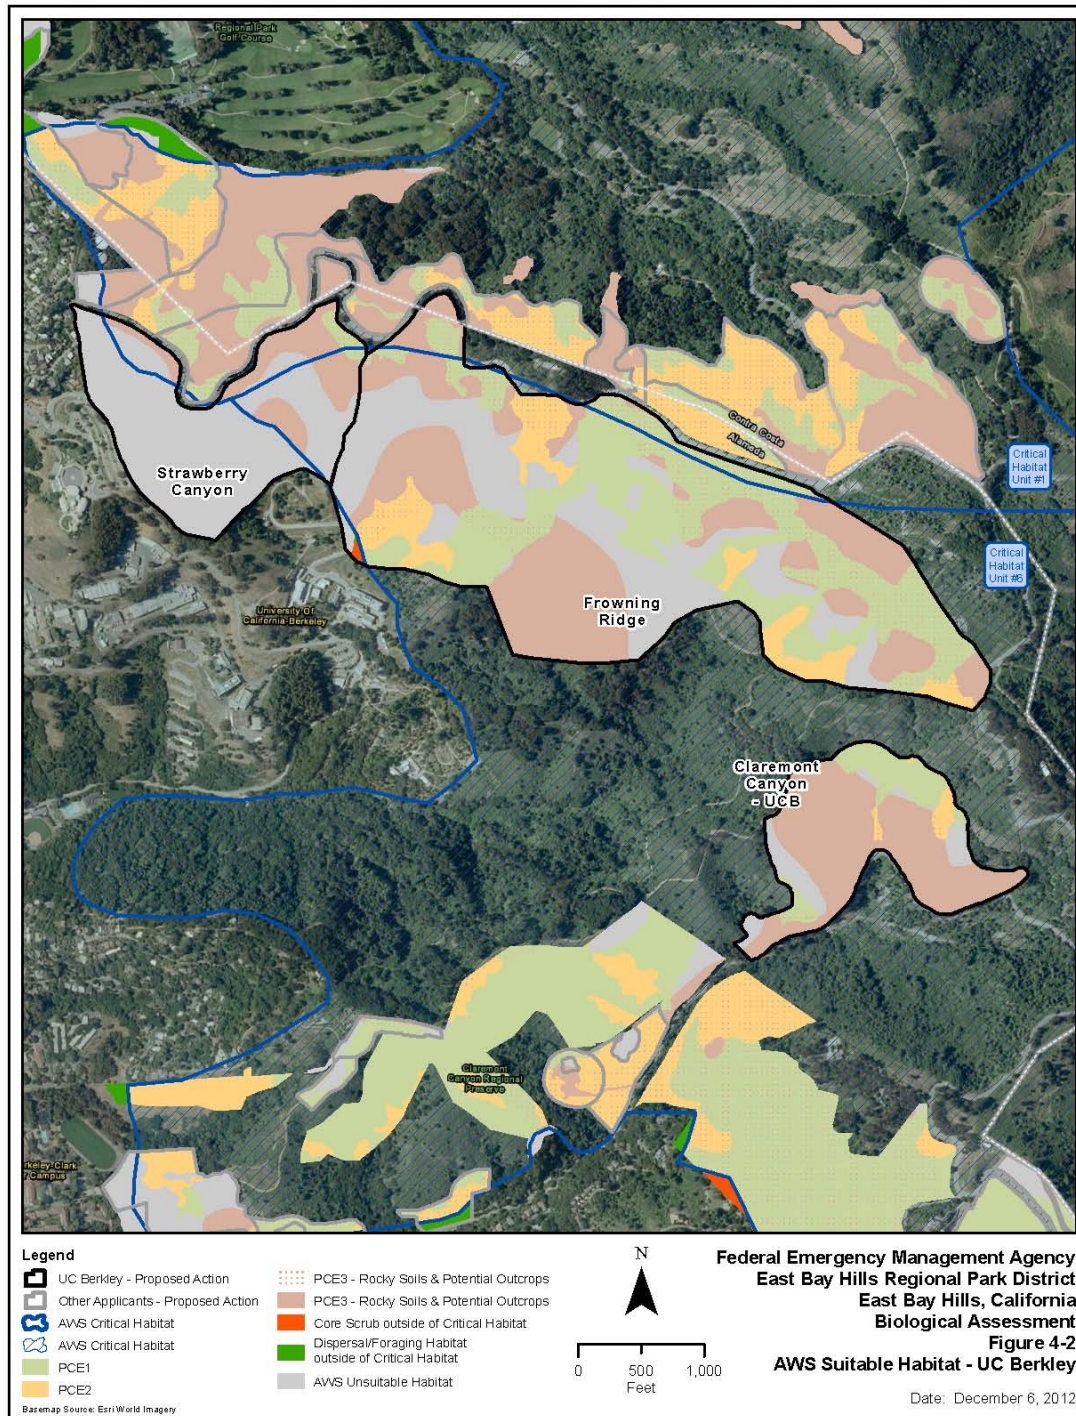 Regional Park
Golf Course
Contra Costa
Alameda
Critical
Habitat
Unit #1
Strawberry
Canyon
Critical
Habitat
Unit #6
Frowning
Ridge
University Of
California-Berkeley
Claremont
Canyon
- UCB
Claremont
Canyon Regional
Preserve
rkeley-Clark
r Campus
Legend
UC Berkley - Proposed Action
Other Applicants - Proposed Action
AWS Critical Habitat
AWS Critical Habitat
PCE1
PCE2
PCE3 - Rocky Soils & Potential Outcrops
PCE3 - Rocky Soils & Potential Outcrops
Core Scrub outside of Critical Habitat
Dispersal/Foraging Habitat
outside of Critical Habitat
AWS Unsuitable Habitat
N
0 500 1,000
Feet
Federal Emergency Management Agency
East Bay Hills Regional Park District
East Bay Hills, California
Biological Assessment
Figure 4-2
AWS Suitable Habitat - UC Berkley
Date: December 6, 2012
Basemap Source: Esri World Imagery